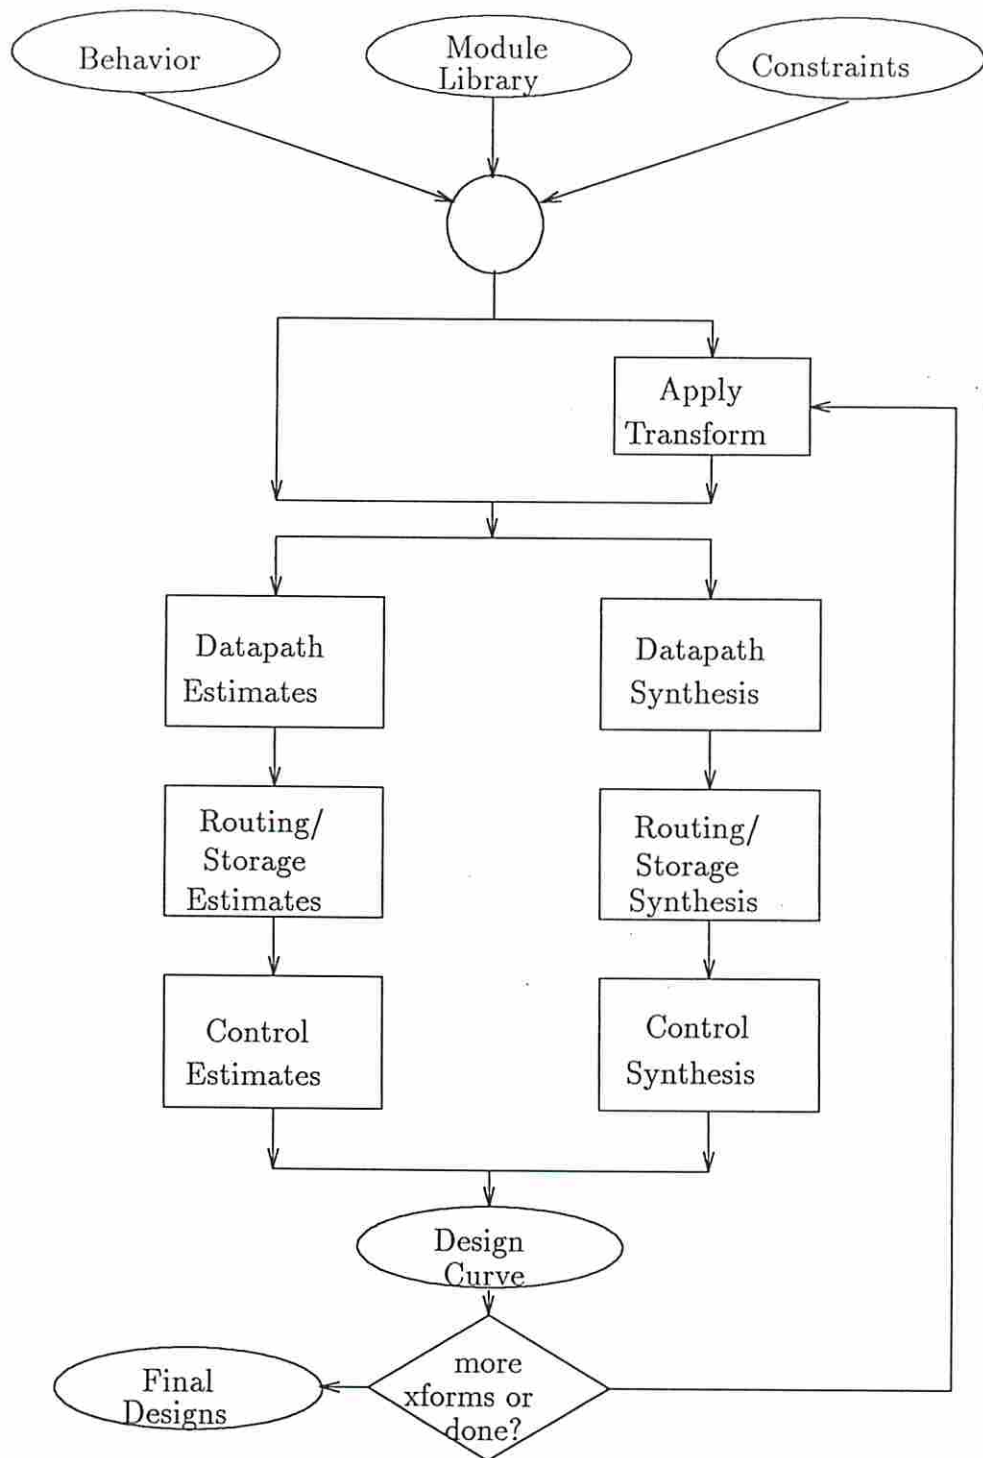 Behavior
Module
Library
Constraints
Apply
Transform
Datapath
Estimates
Datapath
Synthesis
Routing/
Storage
Estimates
Routing/
Storage
Synthesis
Control
Estimates
Control
Synthesis
Design
Curve
more
xforms or
done?
Final
Designs